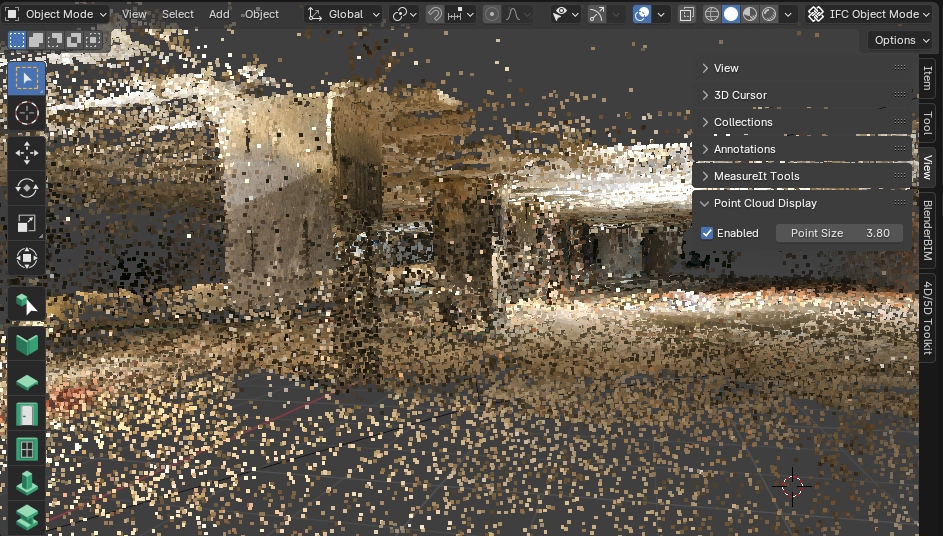 Object Mode View Select Add Object Global IFC Object Mode
Options
View
3D Cursor
Collections
Annotations
MeasureIt Tools
Point Cloud Display
Enabled Point Size 3.80
Item
Tool
View
BlenderBIM
4D/5D Toolkit